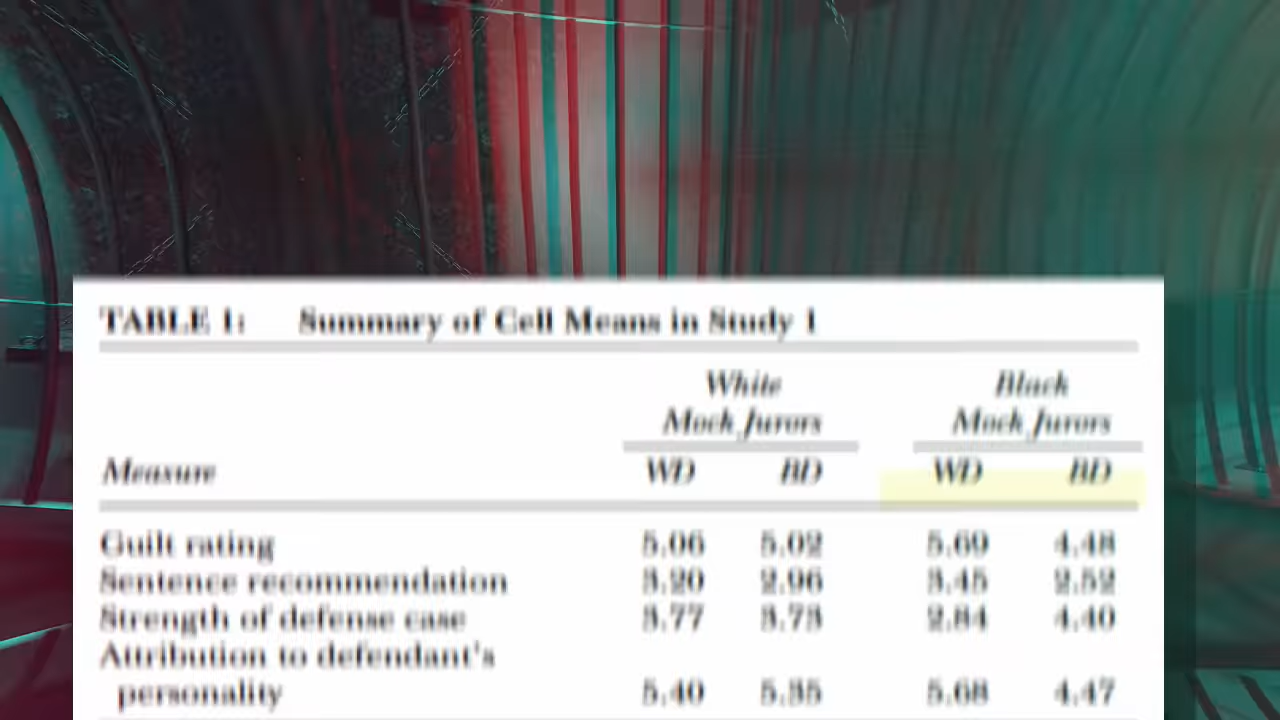 TABLE 1: Summary of Cell Means in Study 1
White Black
Mock Jurors Mock Jurors
Measure WD BD WD BD
Guilt rating 5.06 5.02 5.69 4.48
Sentence recommendation 3.20 2.96 3.45 2.52
Strength of defense case 3.77 3.73 2.84 4.40
Attribution to defendant's
personality 5.40 5.35 5.68 4.47